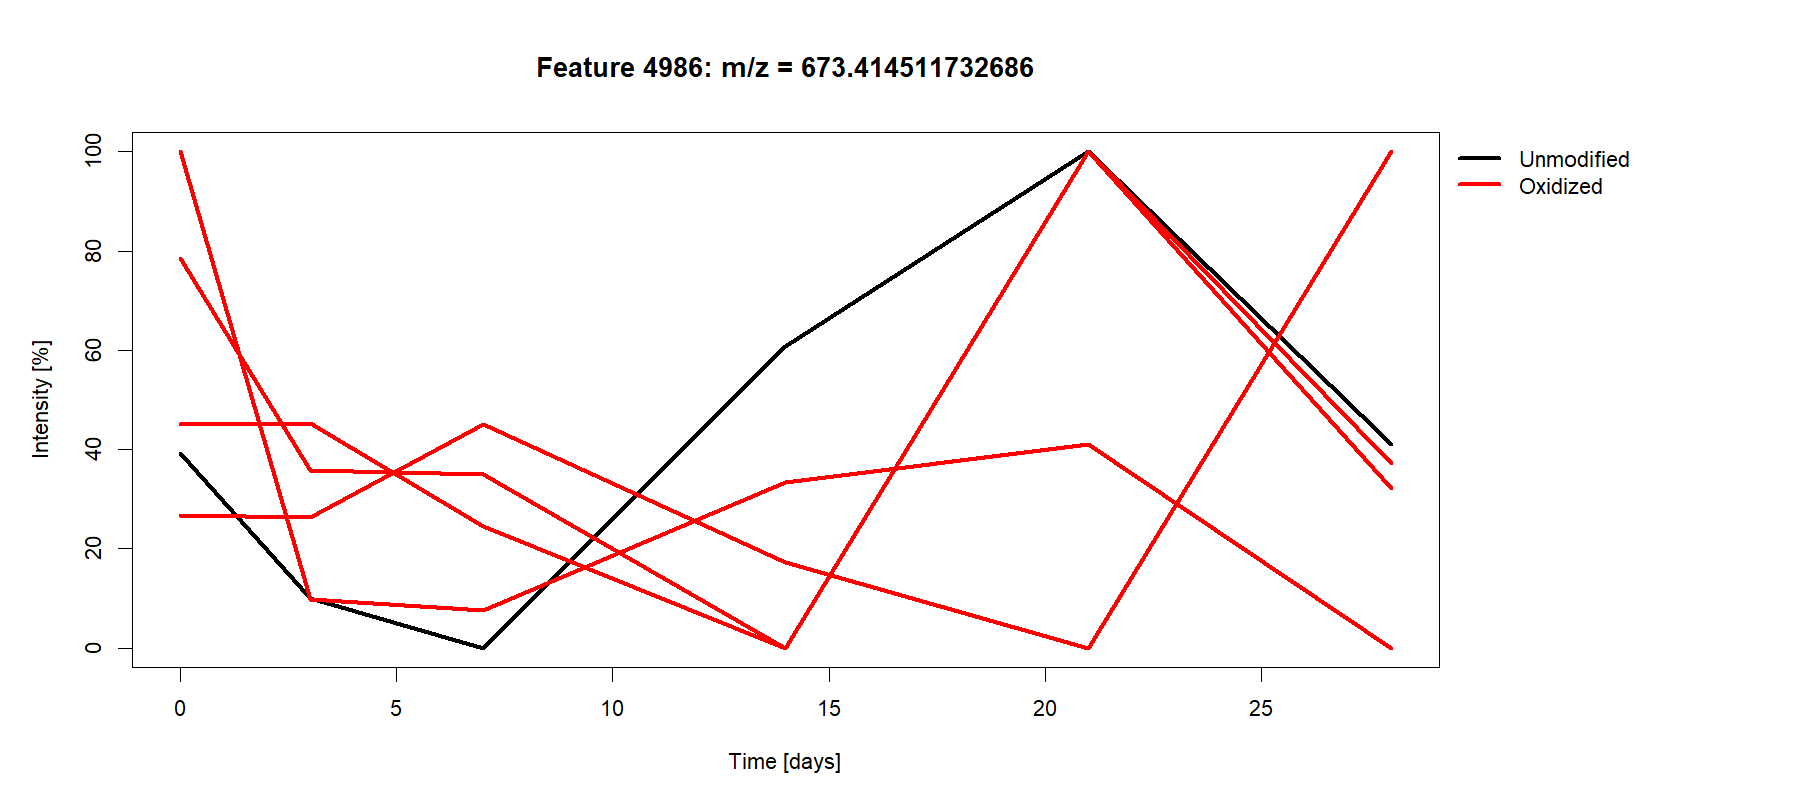 Feature 4986: m/z = 673.414511732686
Unmodified
Oxidized
Intensity [%]
100
80
60
40
20
0
0 5 10 15 20 25
Time [days]